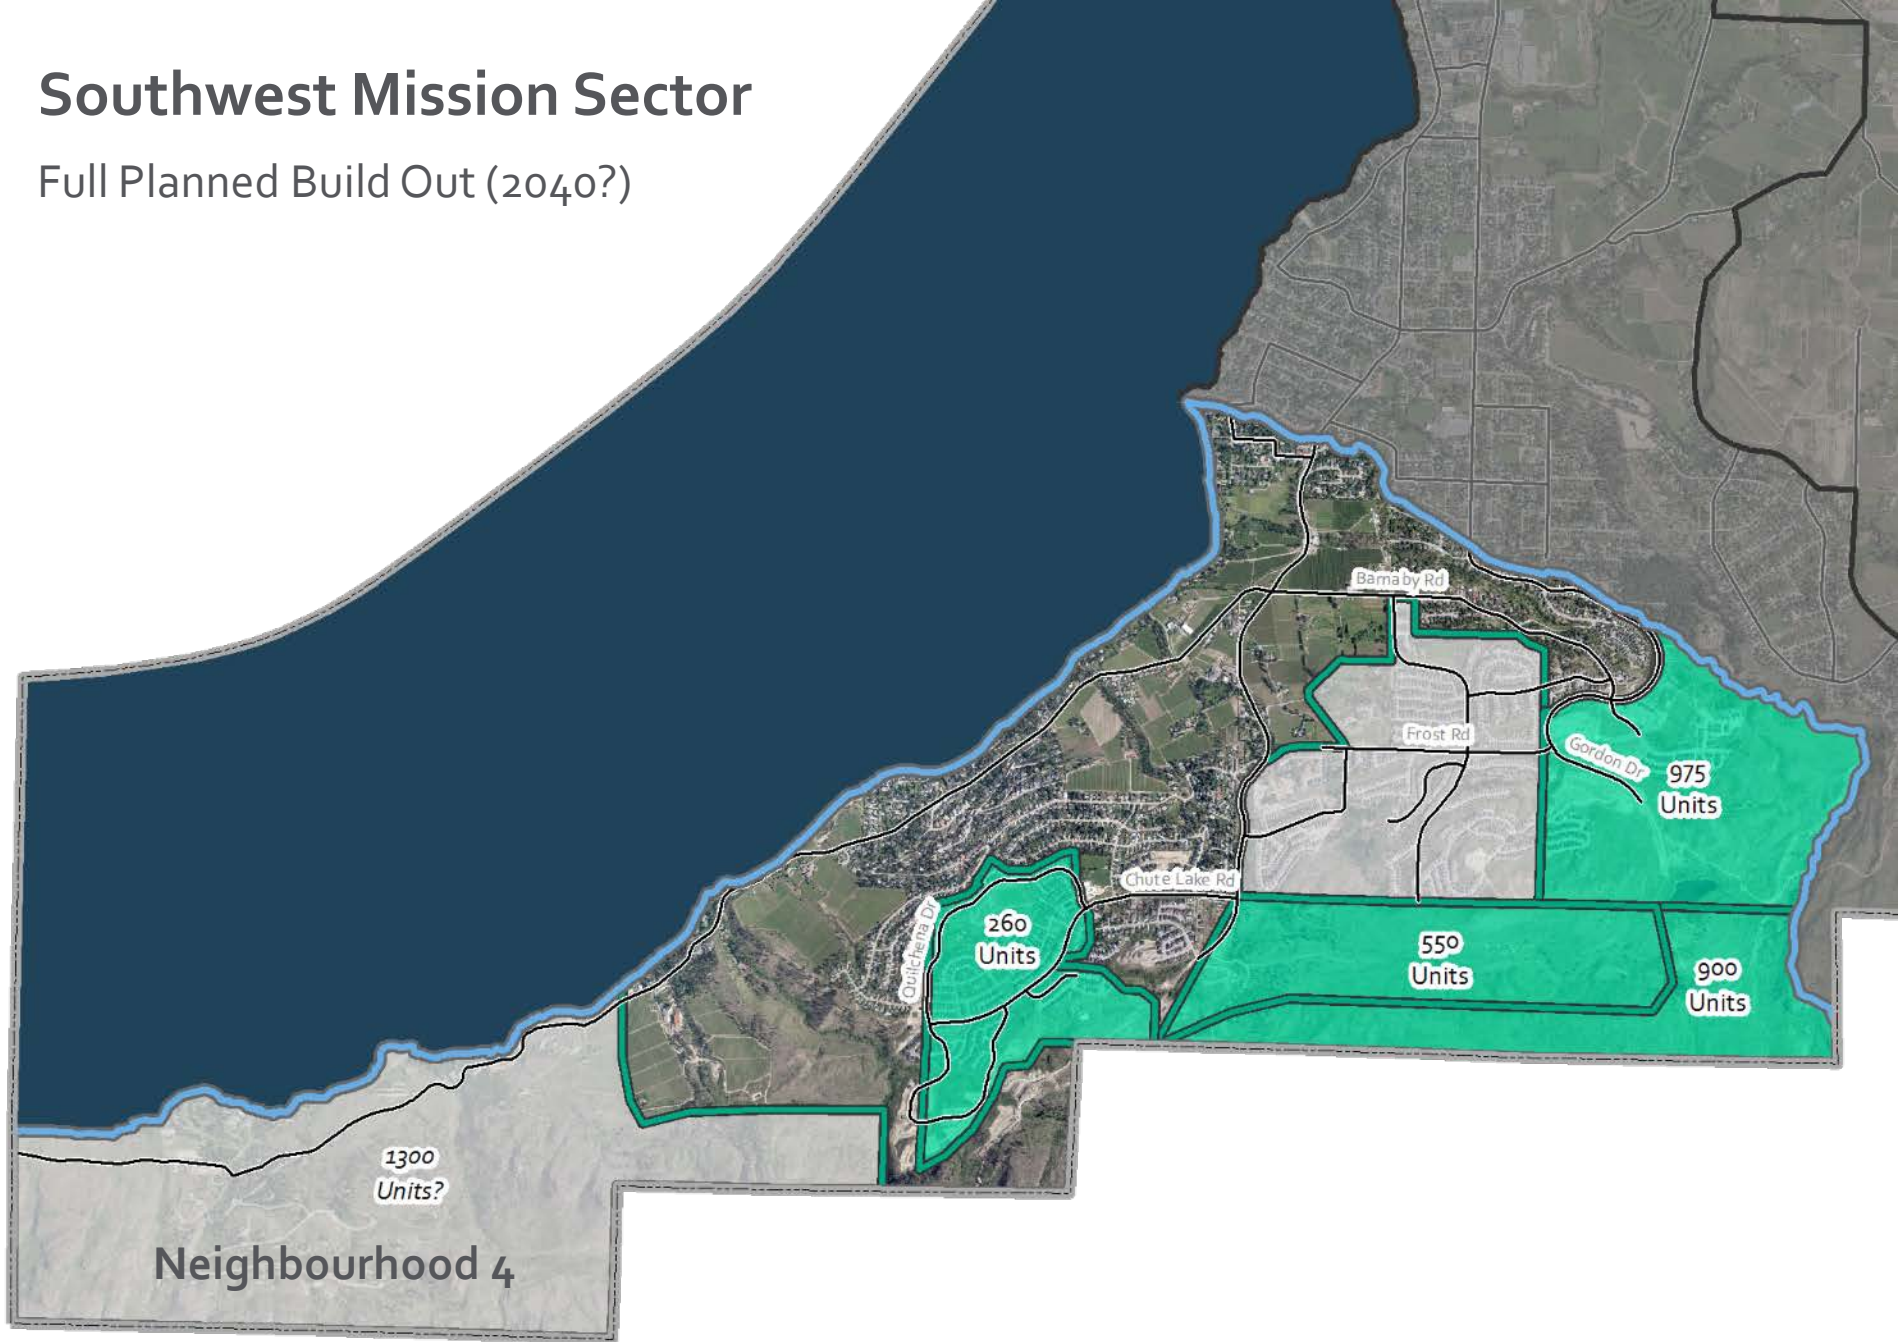 Southwest Mission Sector
Full Planned Build Out (2040?)
Barnaby Rd
Frost Rd
Gordon Dr
975
Units
Chute Lake Rd
Quilchena Dr
260
Units
550
Units
900
Units
1300
Units?
Neighbourhood 4